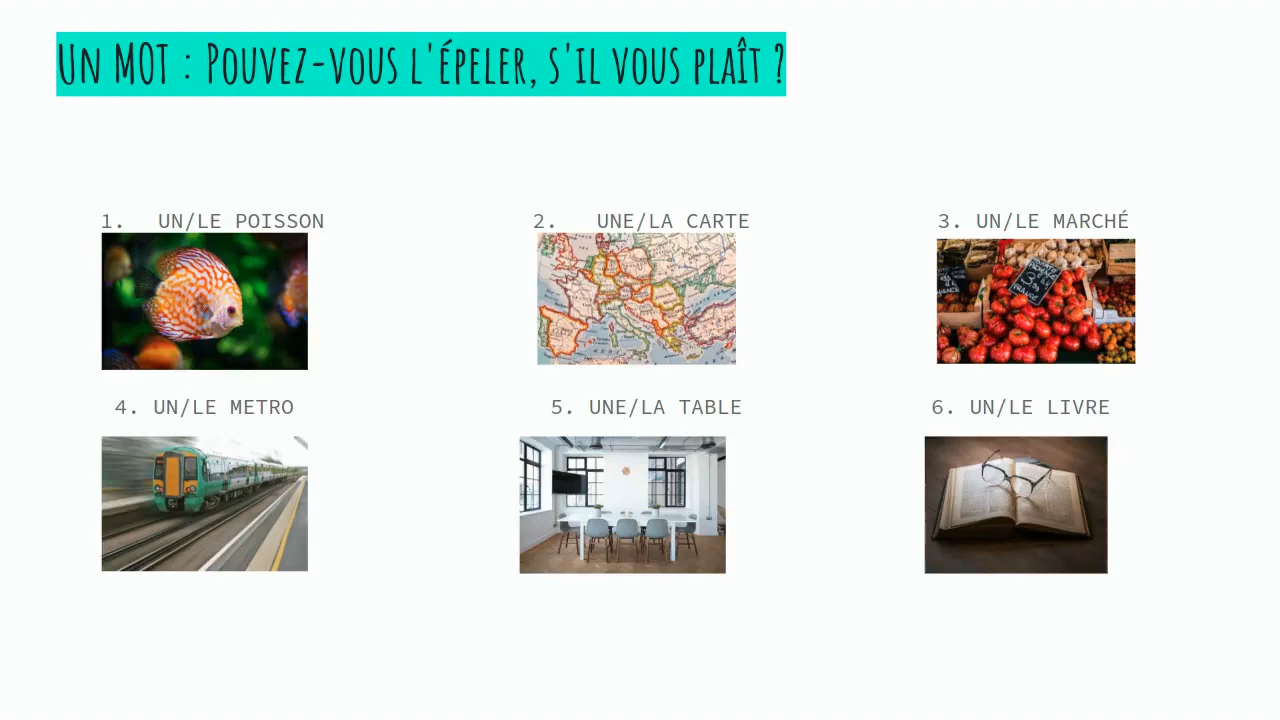 Un MOT : Pouvez-vous l'épeler, s'il vous plaît ?
1. UN/LE POISSON
2. UNE/LA CARTE
3. UN/LE MARCHÉ
4. UN/LE METRO
5. UNE/LA TABLE
6. UN/LE LIVRE